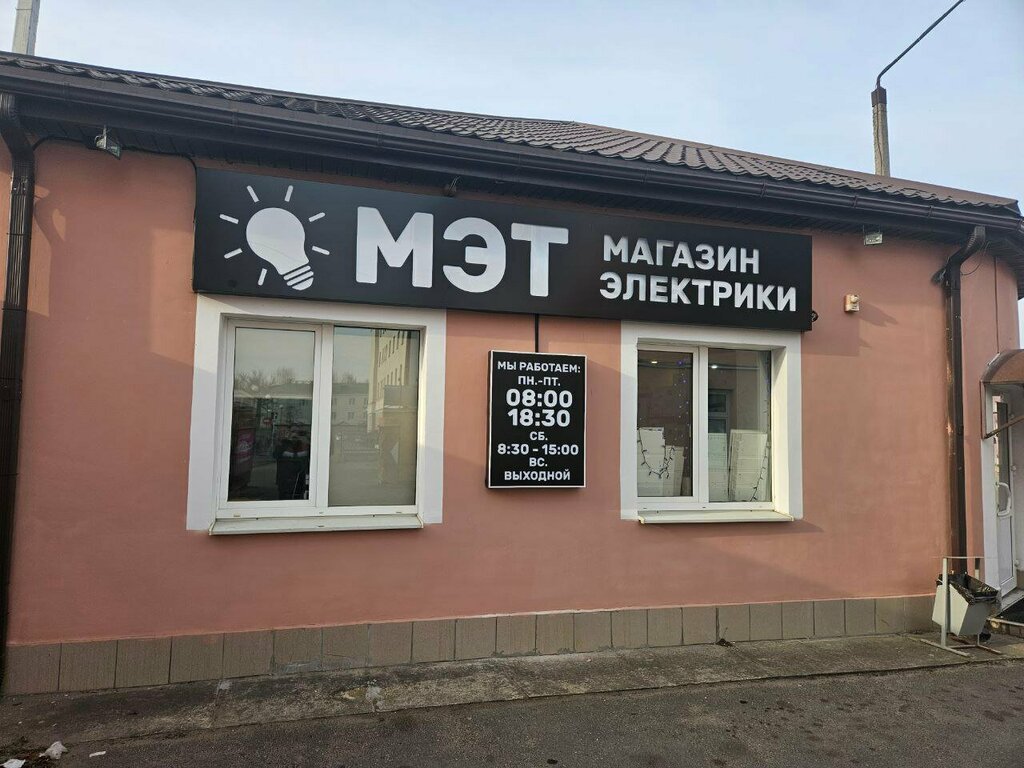 МЭТ
МАГАЗИН
ЭЛЕКТРИКИ
МЫ РАБОТАЕМ:
ПН.-ПТ.
08:00
18:30
СБ.
8:30 - 15:00
ВС.
ВЫХОДНОЙ